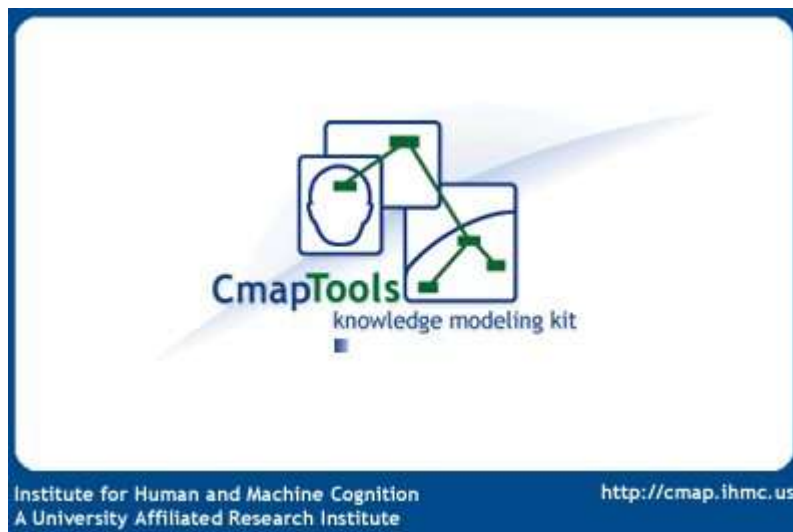 CmapTools
knowledge modeling kit
Institute for Human and Machine Cognition
http://cmap.ihmc.us
A University Affiliated Research Institute